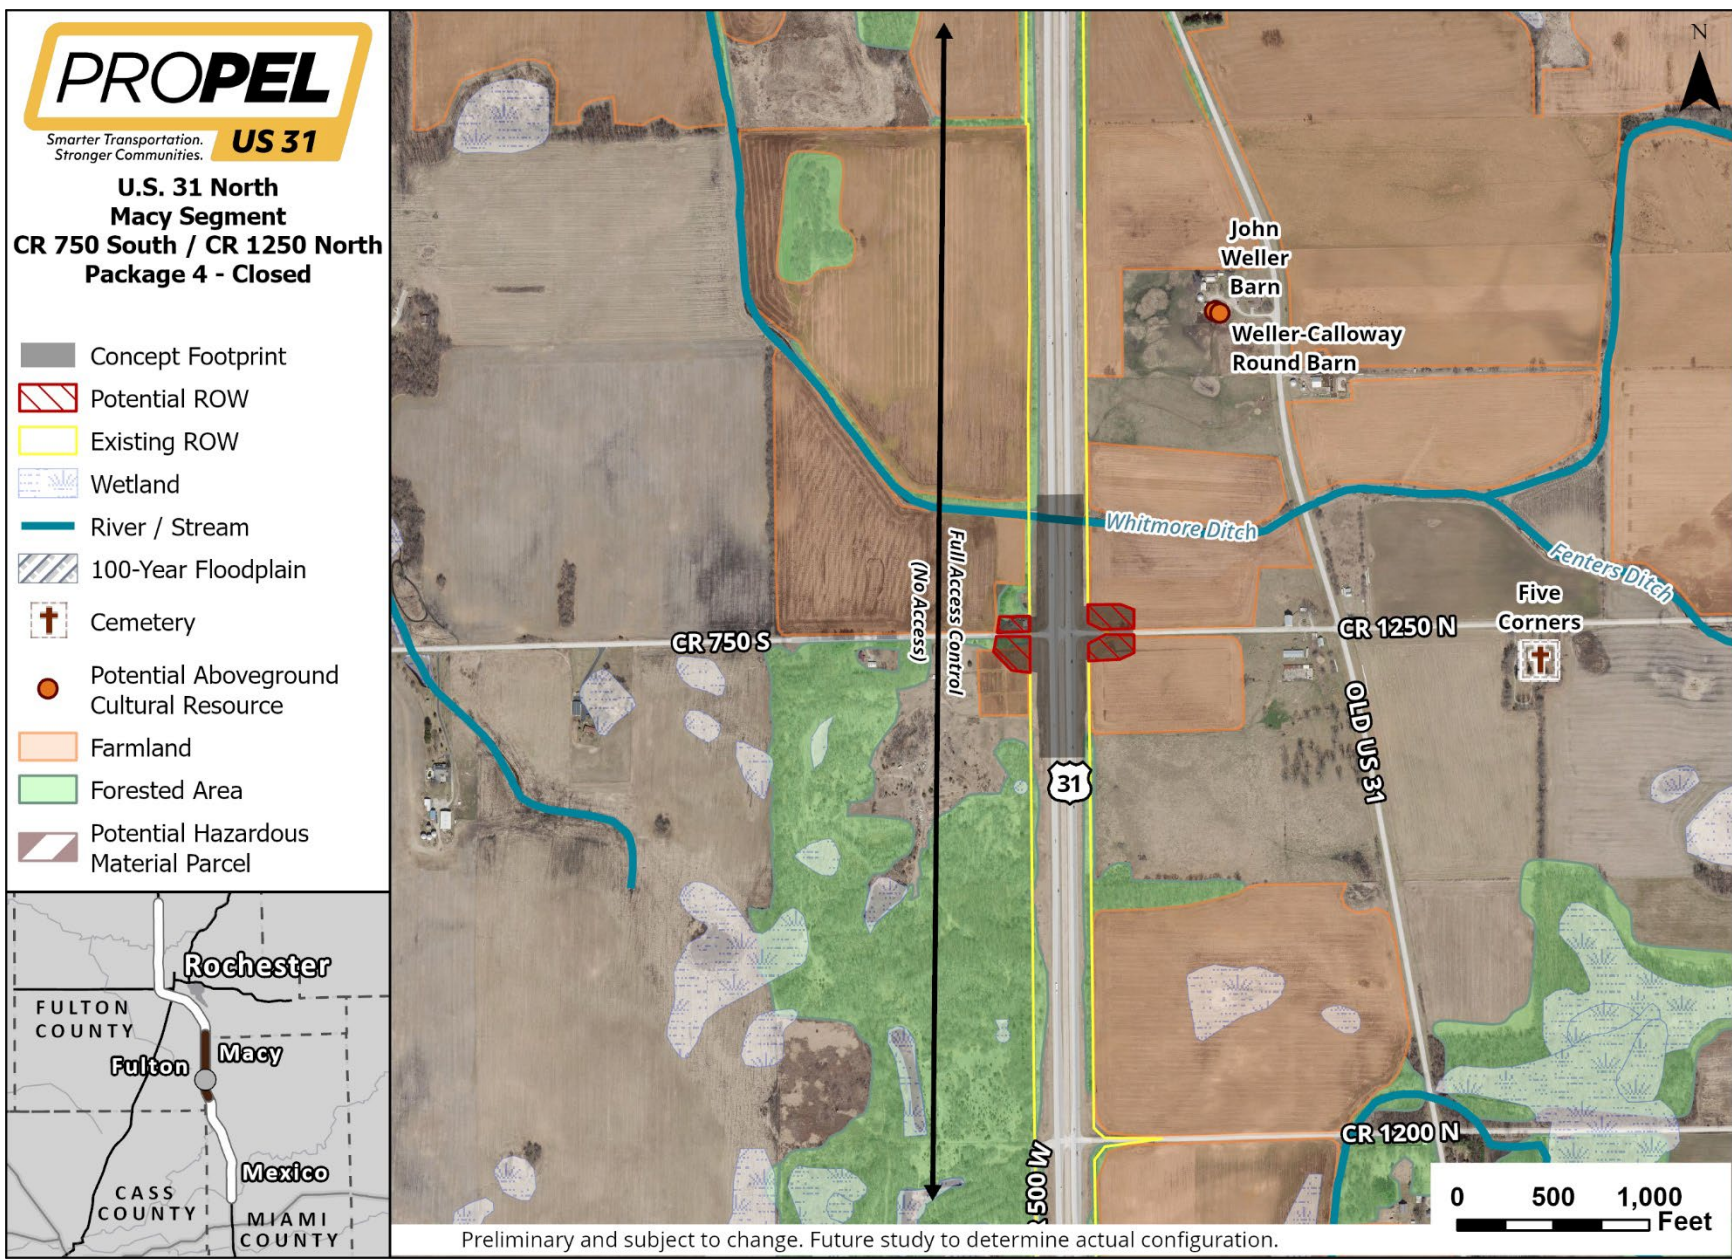 PROPEL
Smarter Transportation.
Stronger Communities.
US 31
U.S. 31 North
Macy Segment
CR 750 South / CR 1250 North
Package 4 - Closed
Concept Footprint
Potential ROW
Existing ROW
Wetland
River / Stream
100-Year Floodplain
Cemetery
Potential Aboveground
Cultural Resource
Farmland
Forested Area
Potential Hazardous
Material Parcel
Rochester
FULTON
COUNTY
Macy
Fulton
Mexico
CASS
COUNTY
MIAMI
COUNTY
N
John
Weller
Barn
Weller-Calloway
Round Barn
Whitmore Ditch
Fenters Ditch
Full Access Control
(No Access)
Five
Corners
CR 750 S
CR 1250 N
OLD US 31
31
CR 1200 N
500 W
0 500 1,000
Feet
Preliminary and subject to change. Future study to determine actual configuration.